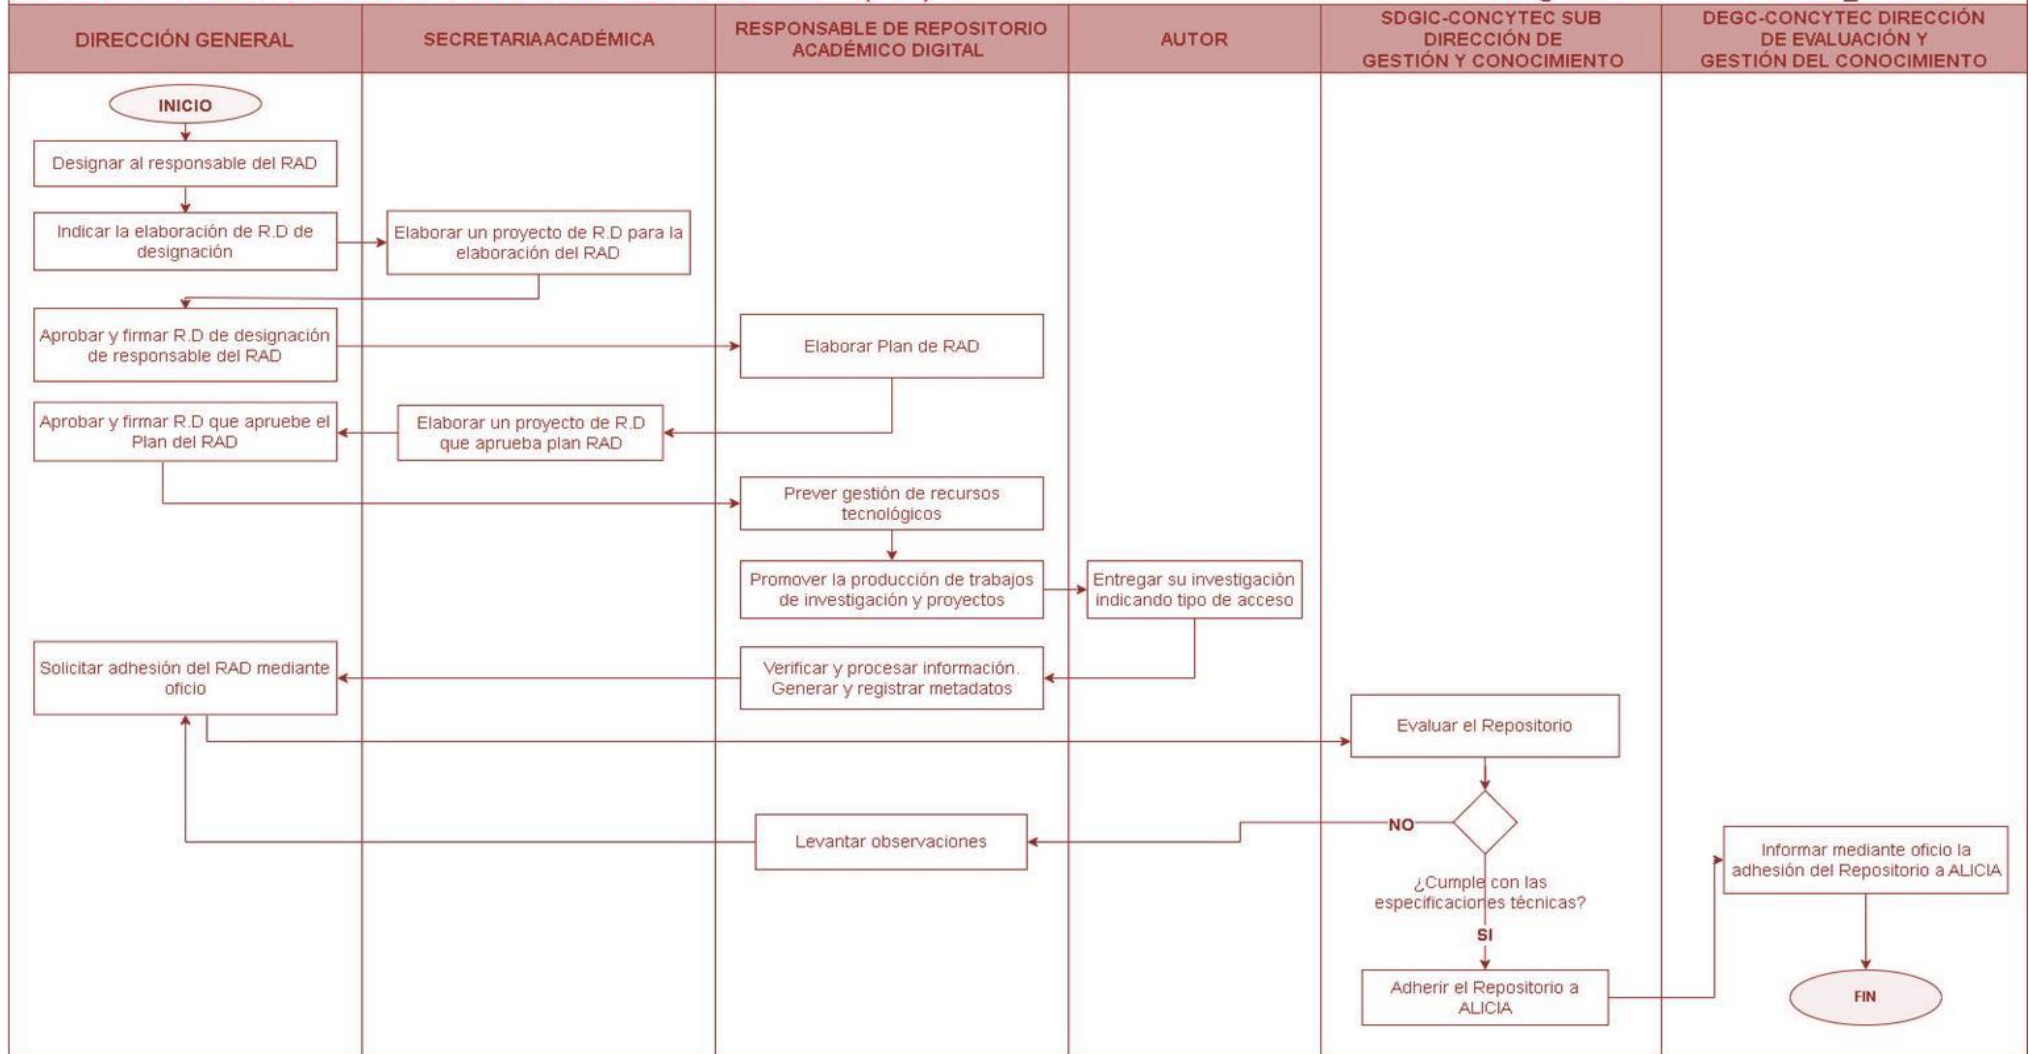 DIRECCIÓN GENERAL
SECRETARIA ACADÉMICA
RESPONSABLE DE REPOSITORIO
ACADÉMICO DIGITAL
AUTOR
SDGIC-CONCYTEC SUB
DIRECCIÓN DE
GESTIÓN Y CONOCIMIENTO
DEGC-CONCYTEC DIRECCIÓN
DE EVALUACIÓN Y
GESTIÓN DEL CONOCIMIENTO
INICIO
Designar al responsable del RAD
Indicar la elaboración de R.D de
designación
Elaborar un proyecto de R.D para la
elaboración del RAD
Aprobar y firmar R.D de designación
de responsable del RAD
Elaborar Plan de RAD
Aprobar y firmar R.D que apruebe el
Plan del RAD
Elaborar un proyecto de R.D
que aprueba plan RAD
Prever gestión de recursos
tecnológicos
Promover la producción de trabajos
de investigación y proyectos
Entregar su investigación
indicando tipo de acceso
Solicitar adhesión del RAD mediante
oficio
Verificar y procesar información.
Generar y registrar metadatos
Evaluar el Repositorio
NO
Levantar observaciones
¿Cumple con las
especificaciones técnicas?
SI
Informar mediante oficio la
adhesión del Repositorio a ALICIA
Adherir el Repositorio a
ALICIA
FIN